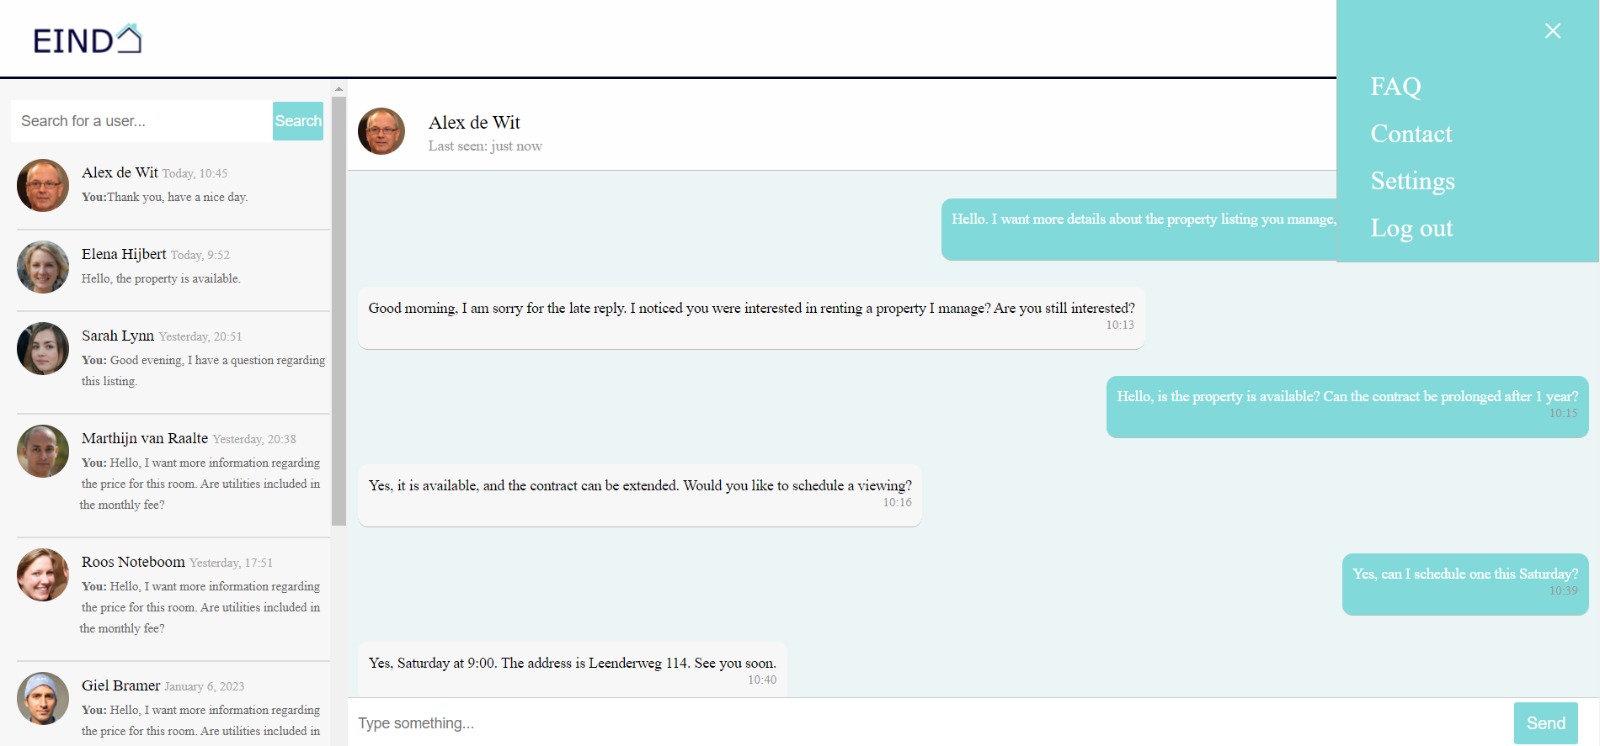 EIND
FAQ
Contact
Settings
Log out
Search for a user...
Search
Alex de Wit Today, 10:45
You:Thank you, have a nice day.
Elena Hijbert Today, 9:52
Hello, the property is available.
Sarah Lynn Yesterday, 20:51
You: Good evening, I have a question regarding
this listing.
Marthijn van Raalte Yesterday, 20:38
You: Hello, I want more information regarding
the price for this room. Are utilities included in
the monthly fee?
Roos Noteboom Yesterday, 17:51
You: Hello, I want more information regarding
the price for this room. Are utilities included in
the monthly fee?
Giel Bramer January 6, 2023
You: Hello, I want more information regarding
the price for this room. Are utilities included in
Alex de Wit
Last seen: just now
Hello. I want more details about the property listing you manage,
Good morning, I am sorry for the late reply. I noticed you were interested in renting a property I manage? Are you still interested?
10:13
Hello, is the property is available? Can the contract be prolonged after 1 year?
10:15
Yes, it is available, and the contract can be extended. Would you like to schedule a viewing?
10:16
Yes, can I schedule one this Saturday?
10:39
Yes, Saturday at 9:00. The address is Leenderweg 114. See you soon.
10:40
Type something...
Send